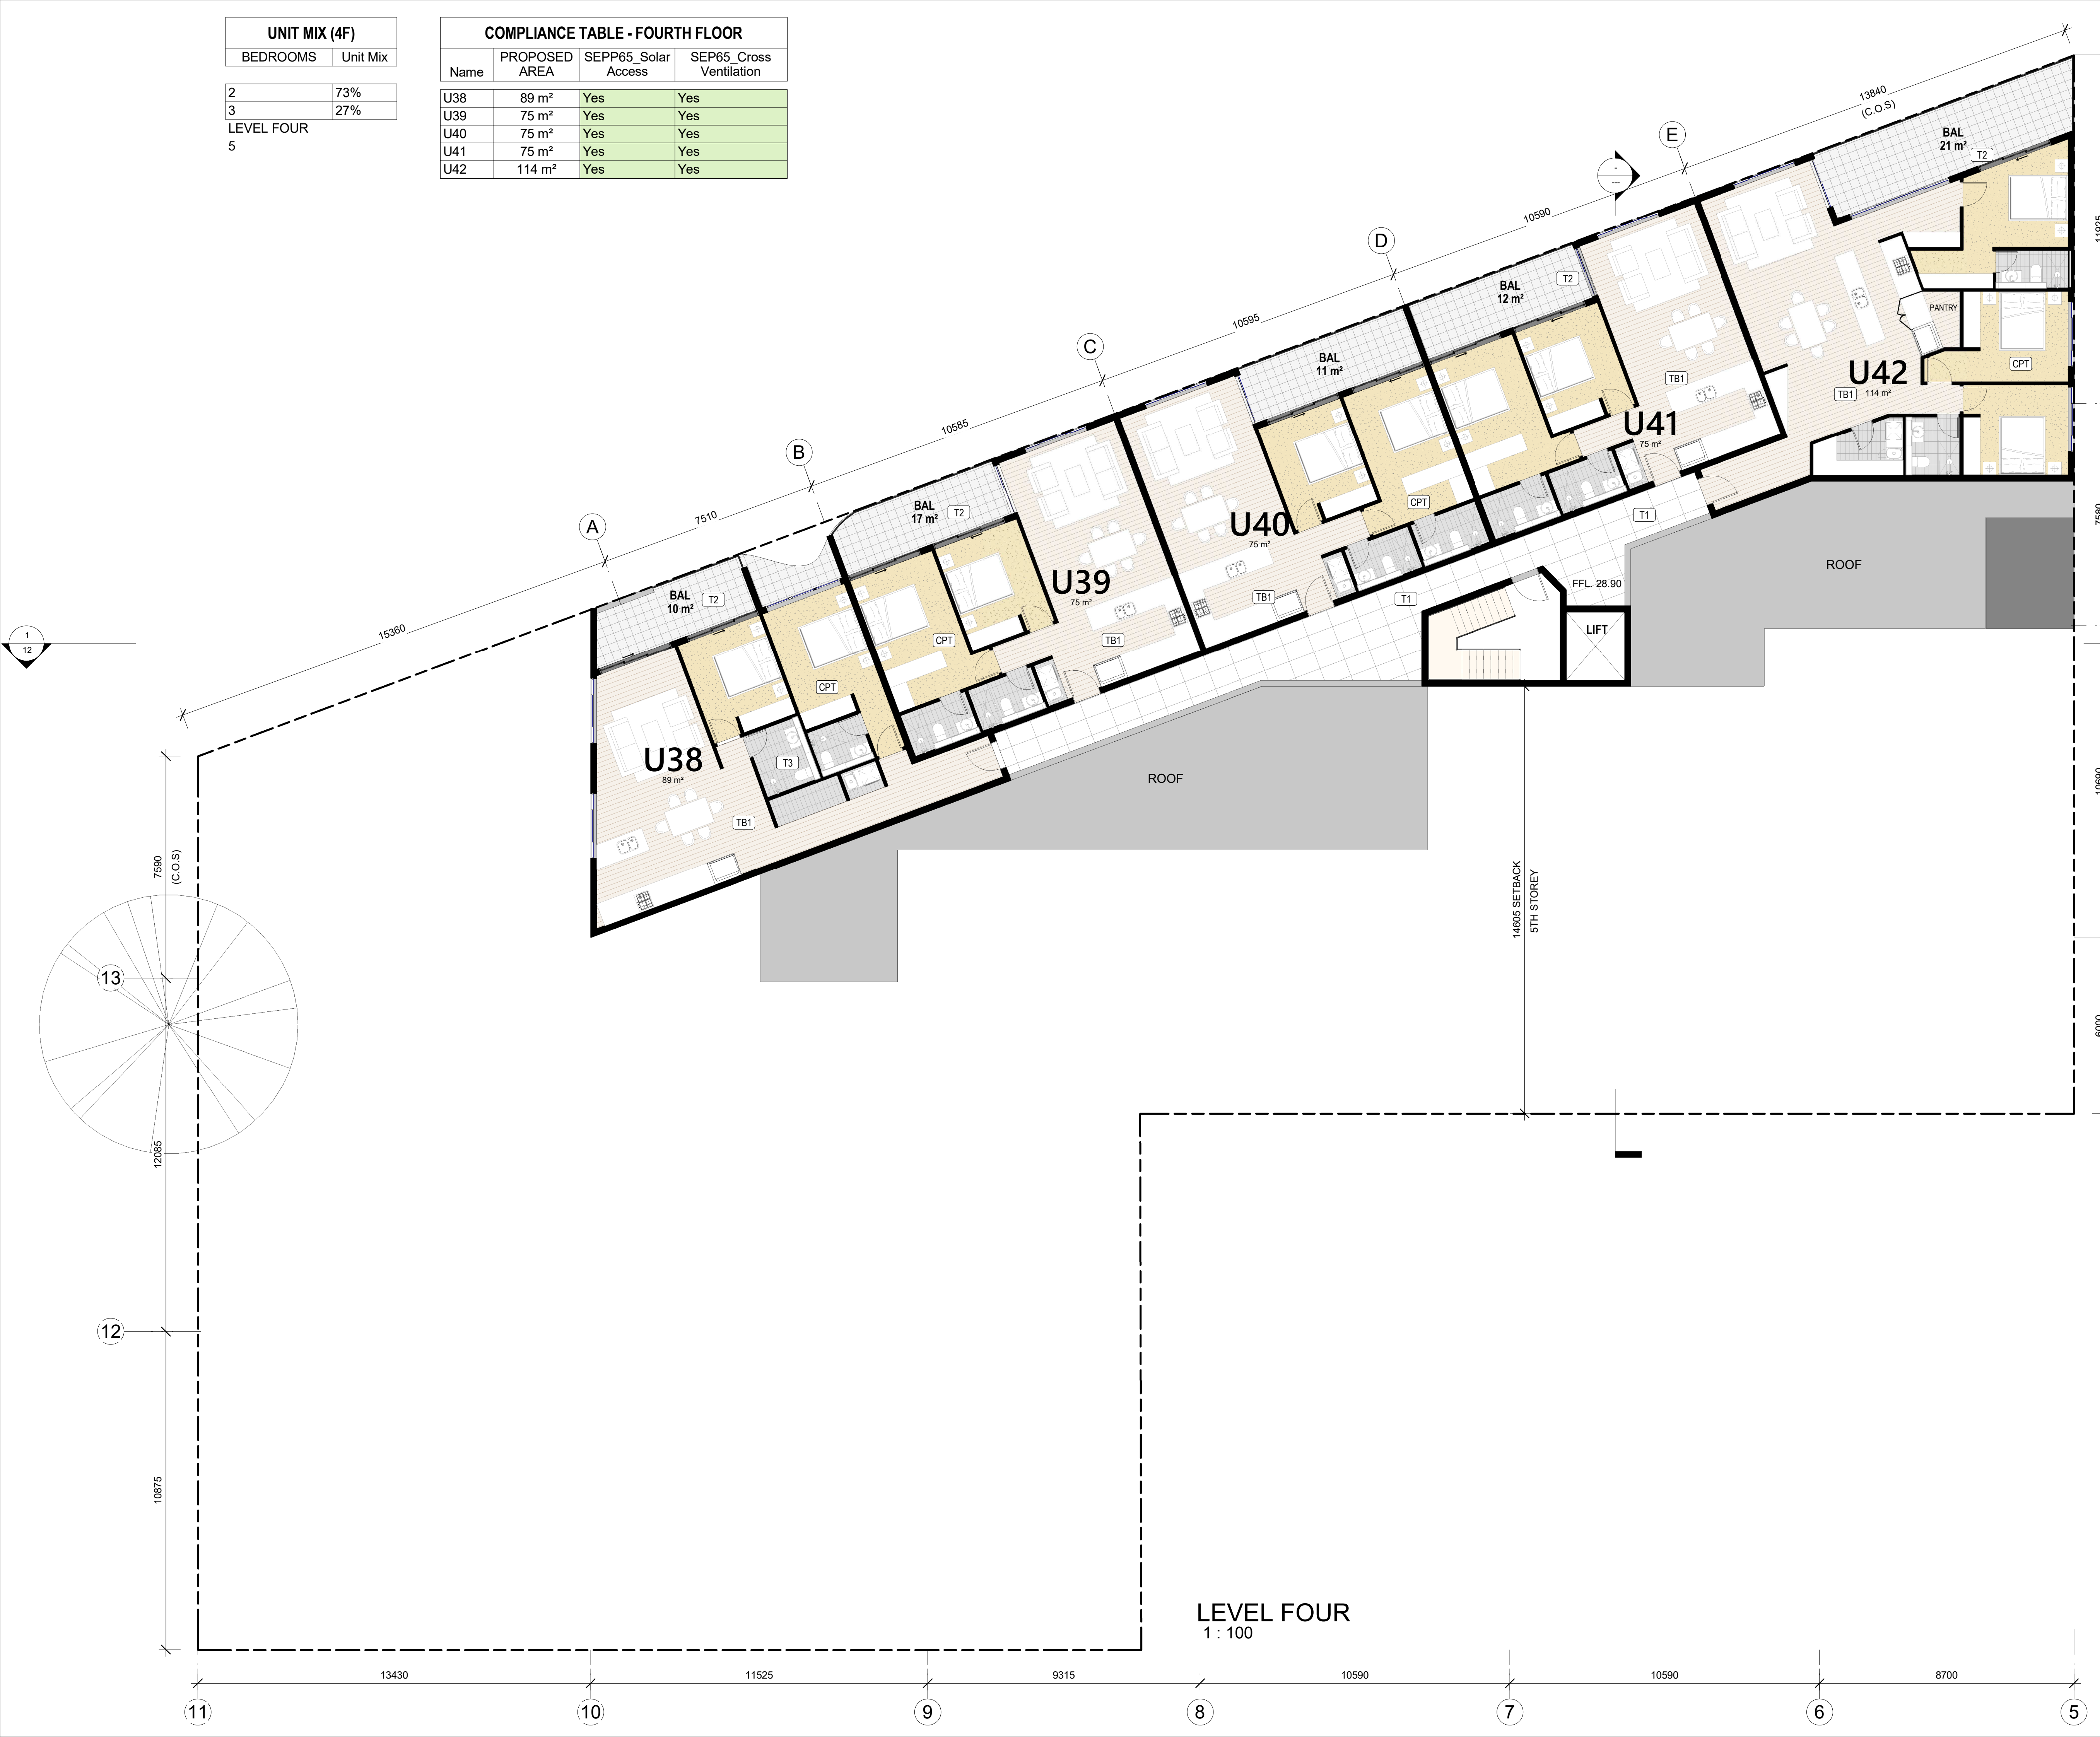 UNIT MIX (4F)
BEDROOMS Unit Mix
2 73%
3 27%
LEVEL FOUR
5
COMPLIANCE TABLE - FOURTH FLOOR
Name PROPOSED AREA SEPP65_Solar Access SEP65_Cross Ventilation
U38 89 m² Yes Yes
U39 75 m² Yes Yes
U40 75 m² Yes Yes
U41 75 m² Yes Yes
U42 114 m² Yes Yes
13840
(C.O.S)
BAL
21 m²
T2
E
-
---
10590
D
BAL
12 m²
T2
10595
C
BAL
11 m²
10585
B
BAL
17 m²
T2
7510
A
BAL
10 m²
T2
15360
1
12
PANTRY
CPT
U42
114 m²
TB1
TB1
U41
75 m²
CPT
T1
U40
75 m²
TB1
T1
FFL. 28.90
LIFT
ROOF
U39
75 m²
CPT
TB1
CPT
U38
89 m²
T3
TB1
ROOF
11925
7580
10690
6000
14605 SETBACK
5TH STOREY
7590
(C.O.S)
13
12085
12
10875
LEVEL FOUR
1 : 100
13430
11525
9315
10590
10590
8700
11
10
9
8
7
6
5